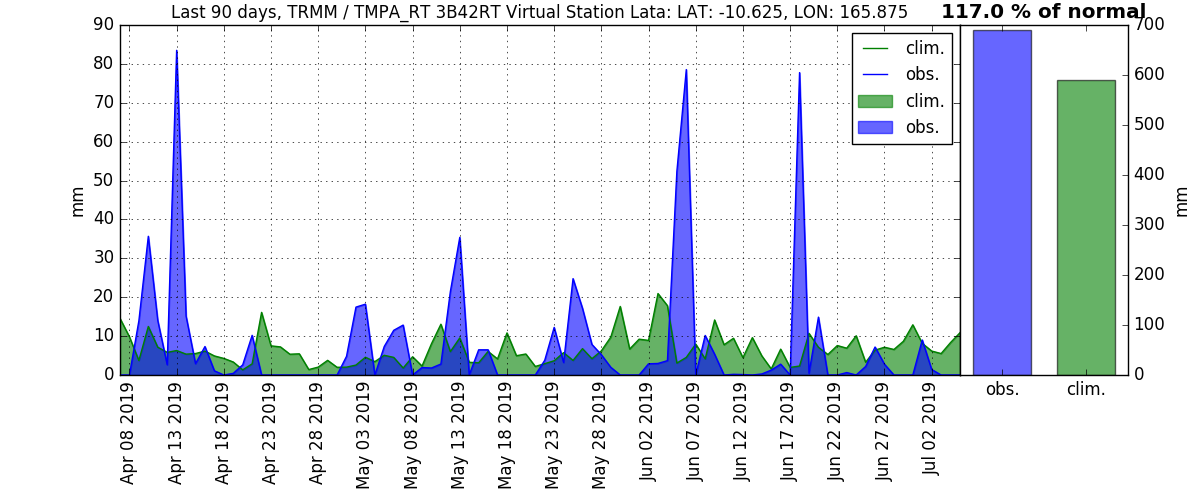 Last 90 days, TRMM / TMPA_RT 3B42RT Virtual Station Lata: LAT: -10.625, LON: 165.875
117.0 % of normal
90
80
70
60
50
40
30
20
10
0
mm
clim.
obs.
clim.
obs.
700
600
500
400
300
200
100
0
mm
Apr 08 2019
Apr 13 2019
Apr 18 2019
Apr 23 2019
Apr 28 2019
May 03 2019
May 08 2019
May 13 2019
May 18 2019
May 23 2019
May 28 2019
Jun 02 2019
Jun 07 2019
Jun 12 2019
Jun 17 2019
Jun 22 2019
Jun 27 2019
Jul 02 2019
obs.
clim.